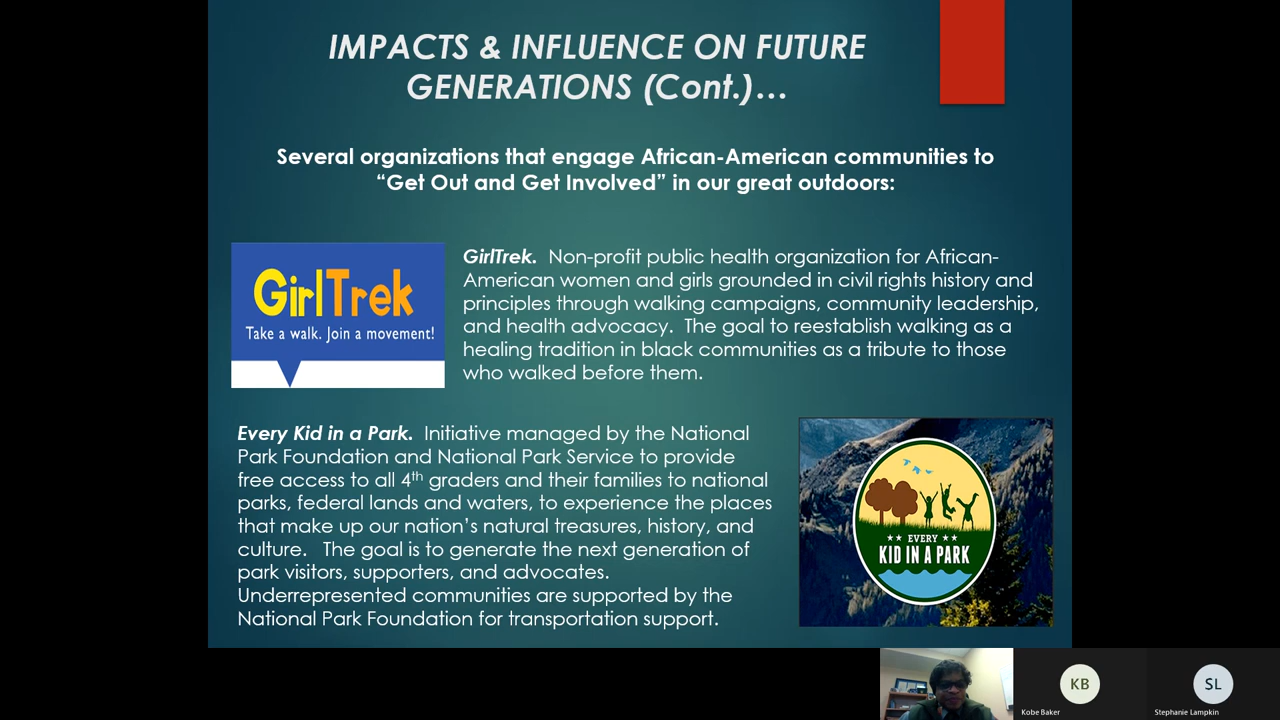 IMPACTS & INFLUENCE ON FUTURE
GENERATIONS (Cont.)…
Several organizations that engage African-American communities to
“Get Out and Get Involved” in our great outdoors:
GirlTrek
Take a walk. Join a movement!
GirlTrek. Non-profit public health organization for African-
American women and girls grounded in civil rights history and
principles through walking campaigns, community leadership,
and health advocacy. The goal to reestablish walking as a
healing tradition in black communities as a tribute to those
who walked before them.
Every Kid in a Park. Initiative managed by the National
Park Foundation and National Park Service to provide
free access to all 4th graders and their families to national
parks, federal lands and waters, to experience the places
that make up our nation’s natural treasures, history, and
culture. The goal is to generate the next generation of
park visitors, supporters, and advocates.
Underrepresented communities are supported by the
National Park Foundation for transportation support.
★★ EVERY ★★
KID IN A PARK
KB
Kobe Baker
SL
Stephanie Lampkin